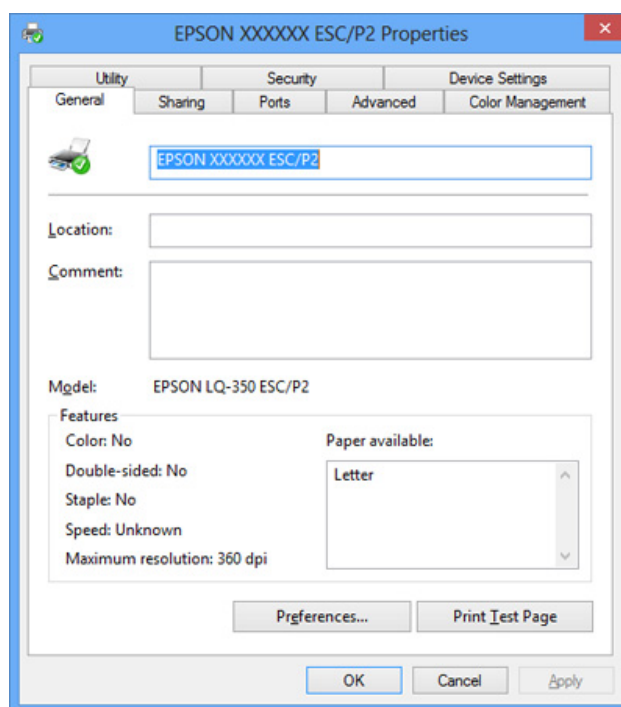 EPSON XXXXXX ESC/P2 Properties
Utility Security Device Settings
General Sharing Ports Advanced Color Management
EPSON XXXXXX ESC/P2
Location:
Comment:
Model: EPSON LQ-350 ESC/P2
Features
Color: No Paper available:
Double-sided: No Letter
Staple: No
Speed: Unknown
Maximum resolution: 360 dpi
Preferences... Print Test Page
OK Cancel Apply